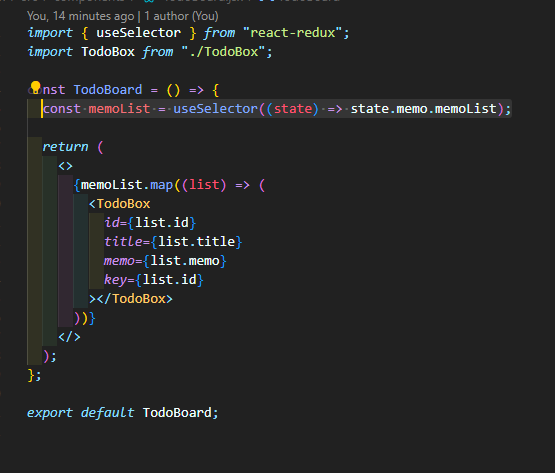 You, 14 minutes ago | 1 author (You)
import { useSelector } from "react-redux";
import TodoBox from "./TodoBox";
nst TodoBoard = () => {
const memoList = useSelector((state) => state.memo.memoList);
return (
<>
{memoList.map((list) => (
<TodoBox
id={list.id}
title={list.title}
memo={list.memo}
key={list.id}
></TodoBox>
))}
</>
);
};
export default TodoBoard;